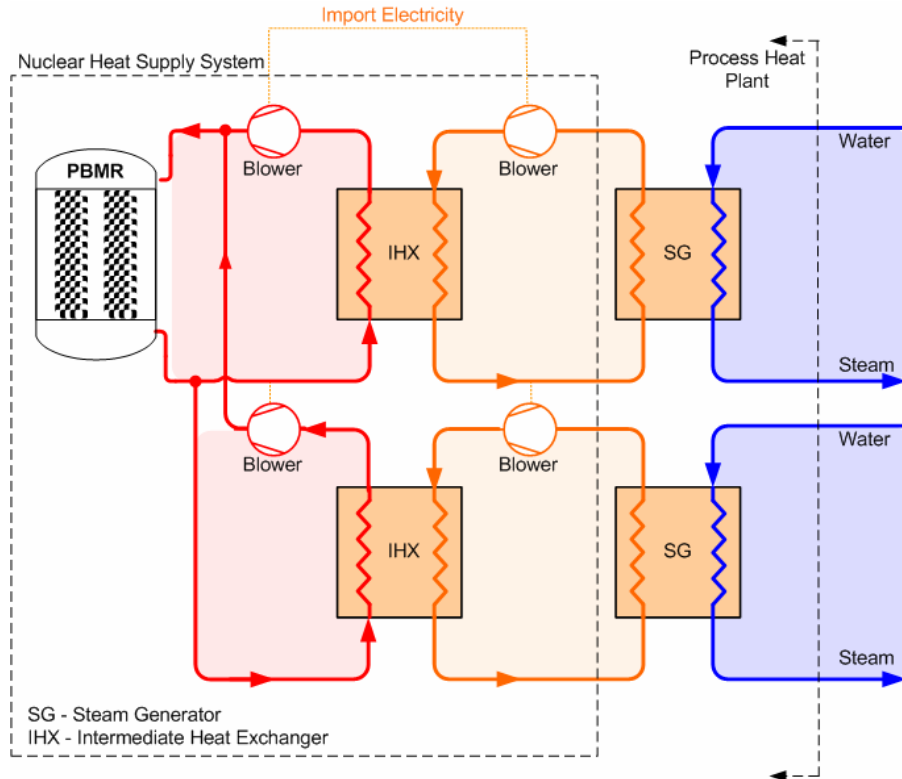 Import Electricity
Nuclear Heat Supply System
Process Heat
Plant
PBMR
Blower
Blower
Water
IHX
SG
Steam
Blower
Blower
Water
IHX
SG
Steam
SG - Steam Generator
IHX - Intermediate Heat Exchanger